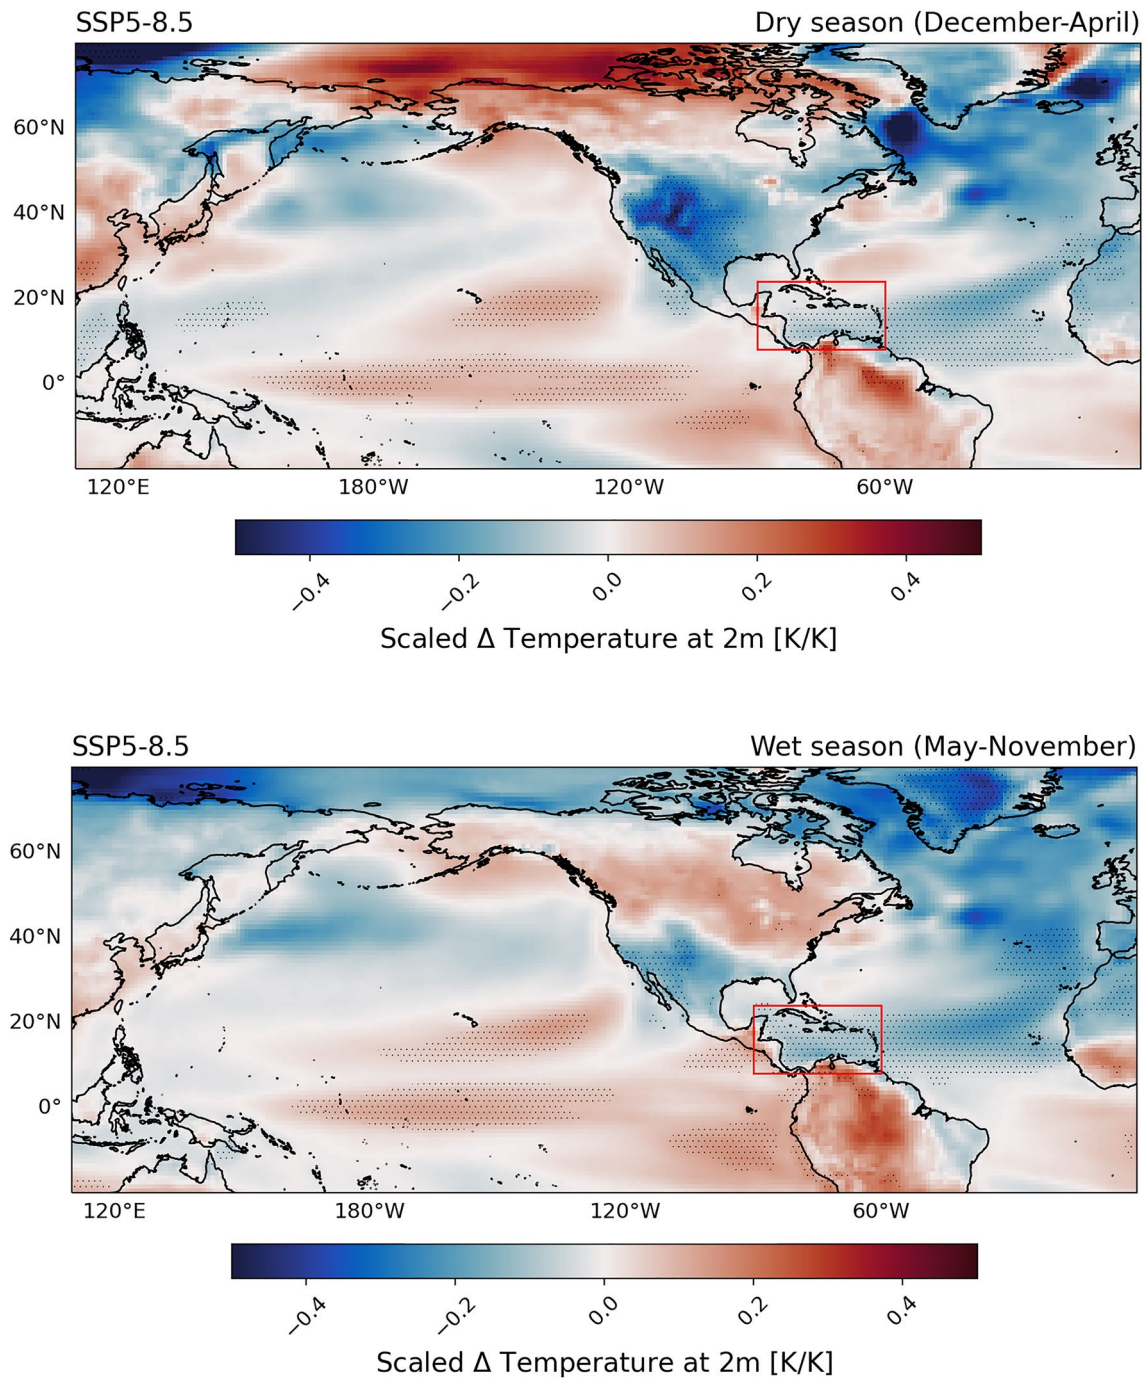 SSP5-8.5 Dry season (December-April)
60°N
40°N
20°N
0°
120°E 180°W 120°W 60°W
−0.4 −0.2 0.0 0.2 0.4
Scaled Δ Temperature at 2m [K/K]
SSP5-8.5 Wet season (May-November)
60°N
40°N
20°N
0°
120°E 180°W 120°W 60°W
−0.4 −0.2 0.0 0.2 0.4
Scaled Δ Temperature at 2m [K/K]